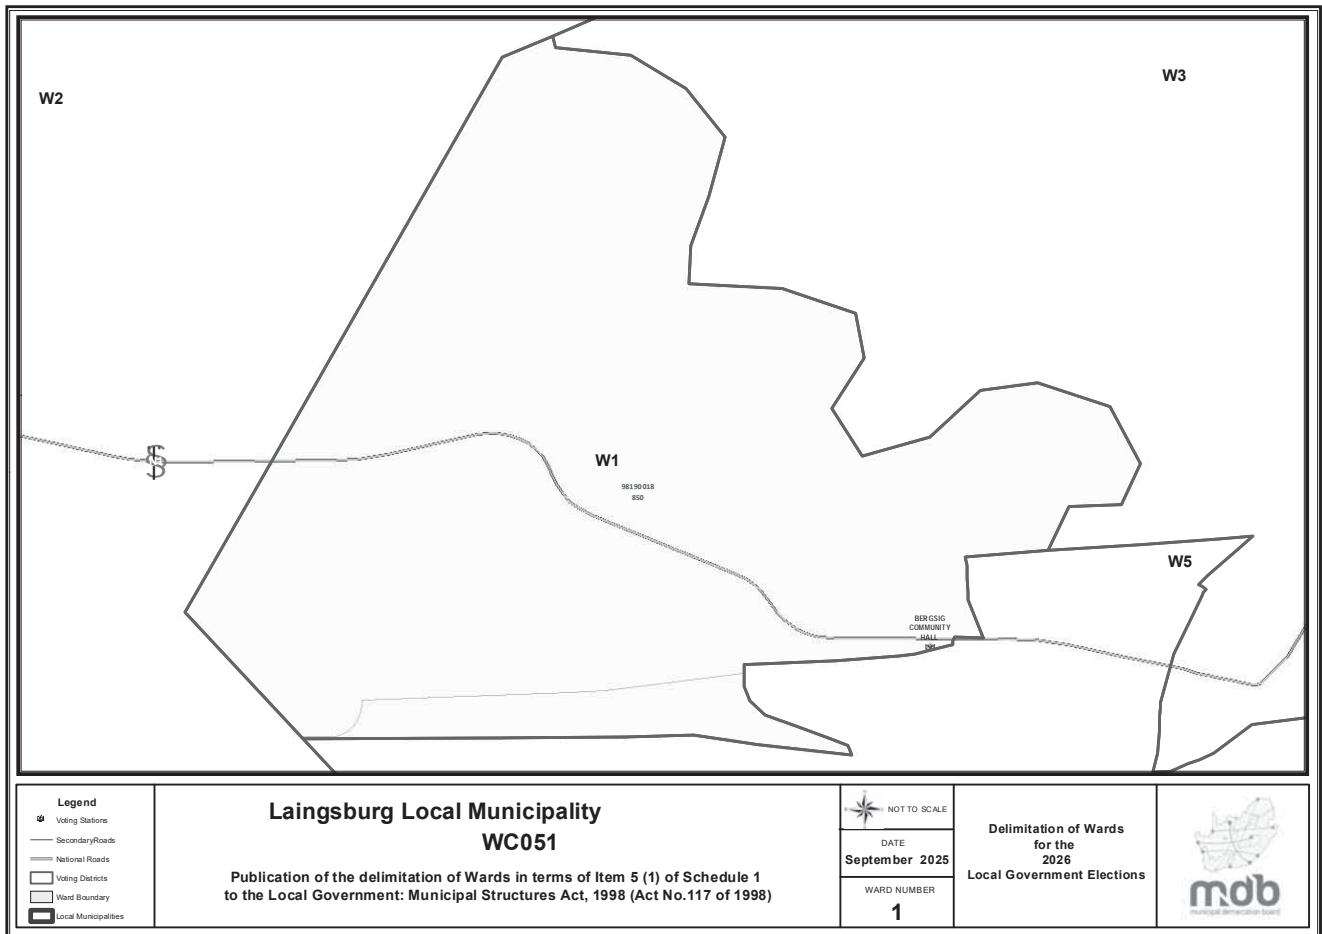 W2
W3
W1
98190018
850
W5
BERGSIG
COMMUNITY
HALL
Legend
Voting Stations
SecondaryRoads
National Roads
Voting Districts
Ward Boundary
Local Municipalities
Laingsburg Local Municipality
WC051
Publication of the delimitation of Wards in terms of Item 5 (1) of Schedule 1
to the Local Government: Municipal Structures Act, 1998 (Act No.117 of 1998)
NOT TO SCALE
DATE
September 2025
WARD NUMBER
1
Delimitation of Wards
for the
2026
Local Government Elections
mdb
municipal demarcation board